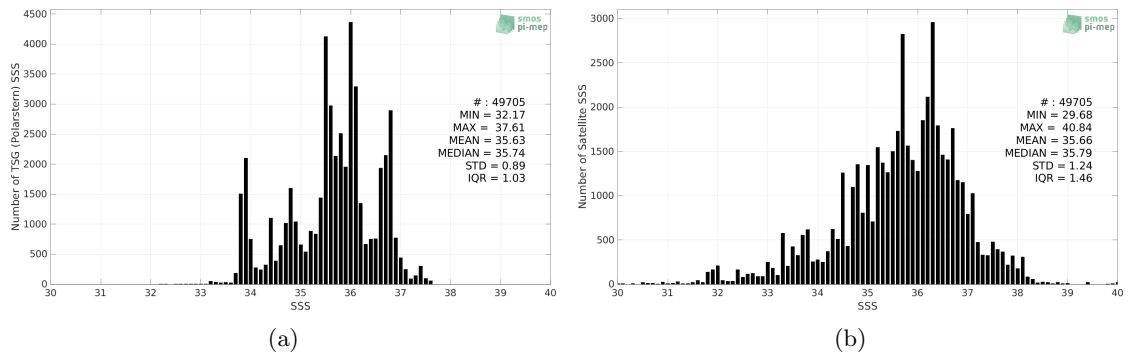 4500
4000
3500
3000
2500
2000
1500
1000
500
0
Number of TSG (Polarstern) SSS
30 31 32 33 34 35 36 37 38 39 40
SSS
smos
pi-mep
# : 49705
MIN = 32.17
MAX = 37.61
MEAN = 35.63
MEDIAN = 35.74
STD = 0.89
IQR = 1.03
(a)
3000
2500
2000
1500
1000
500
0
Number of Satellite SSS
30 31 32 33 34 35 36 37 38 39 40
SSS
smos
pi-mep
# : 49705
MIN = 29.68
MAX = 40.84
MEAN = 35.66
MEDIAN = 35.79
STD = 1.24
IQR = 1.46
(b)